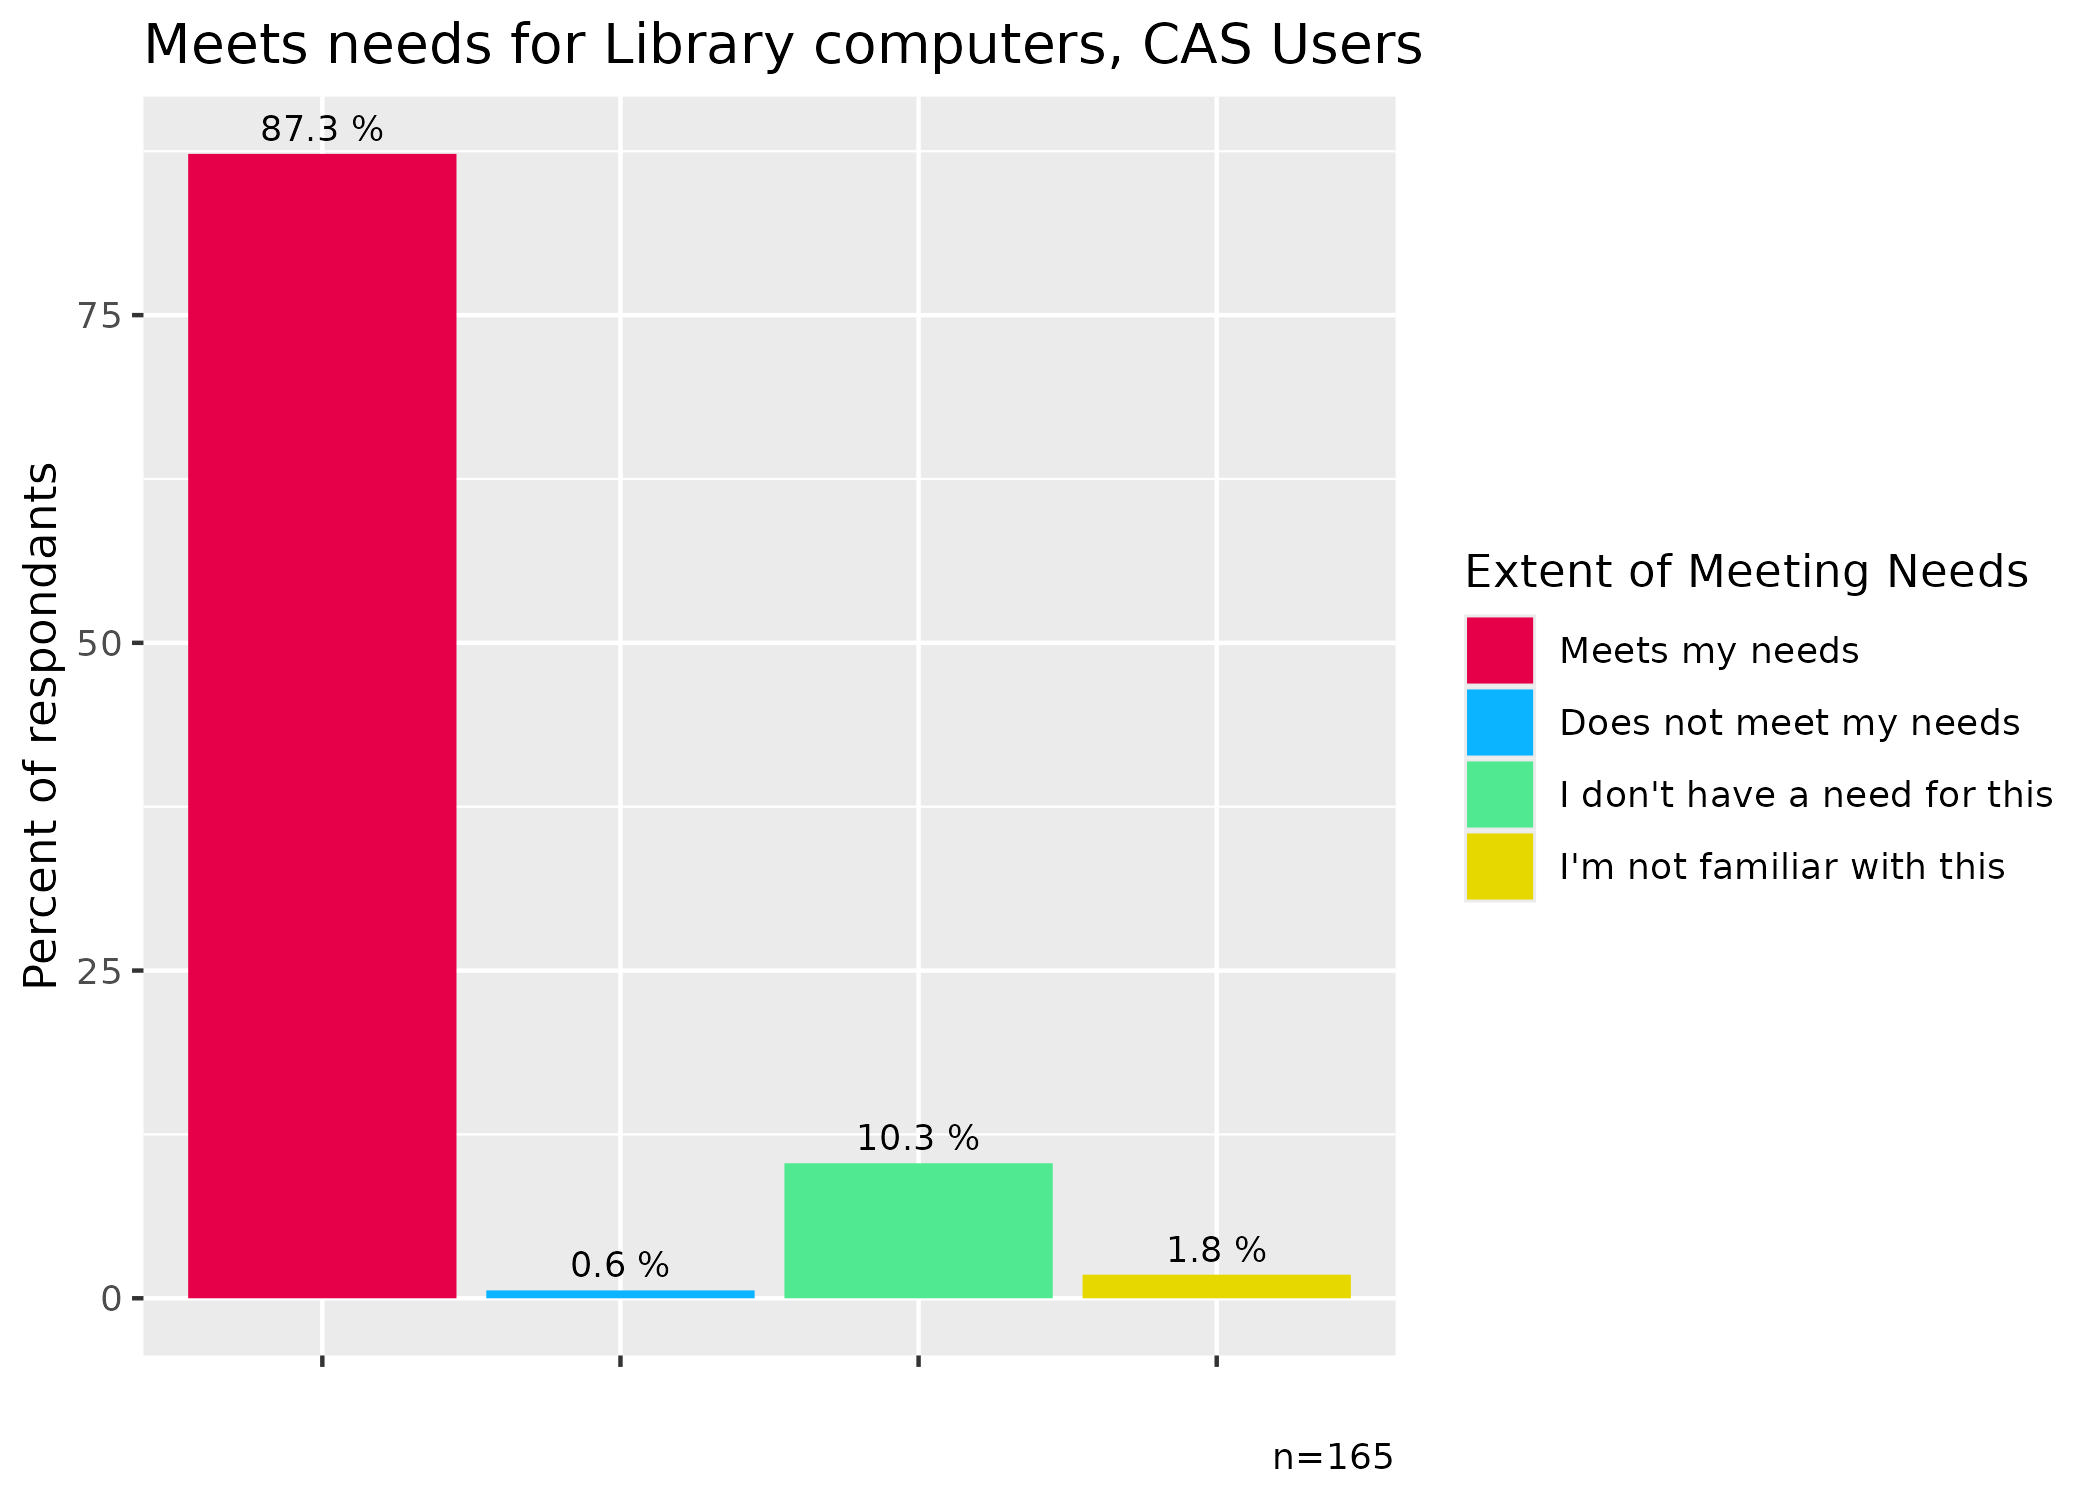 Meets needs for Library computers, CAS Users
Percent of respondants
75
50
25
0
87.3 %
0.6 %
10.3 %
1.8 %
Extent of Meeting Needs
Meets my needs
Does not meet my needs
I don't have a need for this
I'm not familiar with this
n=165